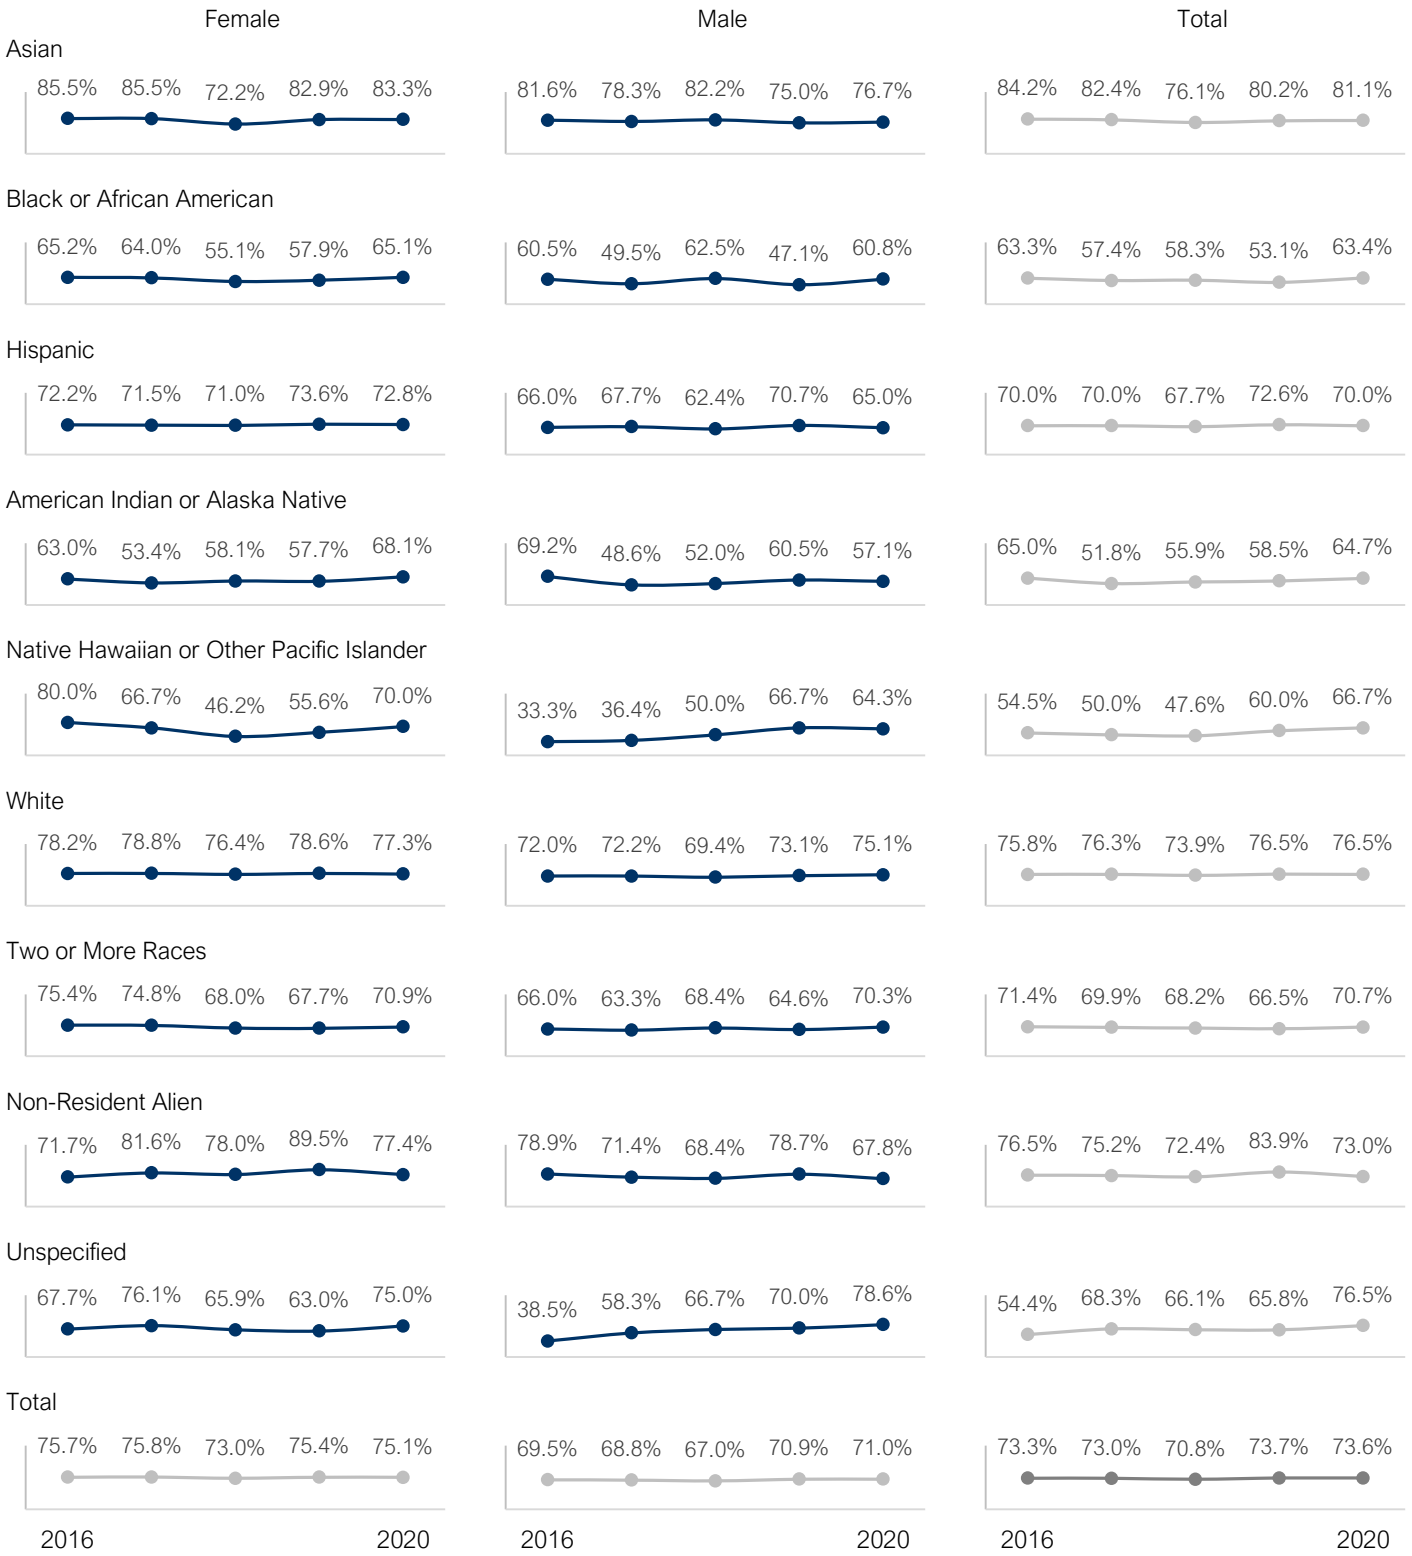 Female Male Total
Asian
85.5% 85.5% 72.2% 82.9% 83.3% 81.6% 78.3% 82.2% 75.0% 76.7% 84.2% 82.4% 76.1% 80.2% 81.1%
Black or African American
65.2% 64.0% 55.1% 57.9% 65.1% 60.5% 49.5% 62.5% 47.1% 60.8% 63.3% 57.4% 58.3% 53.1% 63.4%
Hispanic
72.2% 71.5% 71.0% 73.6% 72.8% 66.0% 67.7% 62.4% 70.7% 65.0% 70.0% 70.0% 67.7% 72.6% 70.0%
American Indian or Alaska Native
63.0% 53.4% 58.1% 57.7% 68.1% 69.2% 48.6% 52.0% 60.5% 57.1% 65.0% 51.8% 55.9% 58.5% 64.7%
Native Hawaiian or Other Pacific Islander
80.0% 66.7% 46.2% 55.6% 70.0% 33.3% 36.4% 50.0% 66.7% 64.3% 54.5% 50.0% 47.6% 60.0% 66.7%
White
78.2% 78.8% 76.4% 78.6% 77.3% 72.0% 72.2% 69.4% 73.1% 75.1% 75.8% 76.3% 73.9% 76.5% 76.5%
Two or More Races
75.4% 74.8% 68.0% 67.7% 70.9% 66.0% 63.3% 68.4% 64.6% 70.3% 71.4% 69.9% 68.2% 66.5% 70.7%
Non-Resident Alien
71.7% 81.6% 78.0% 89.5% 77.4% 78.9% 71.4% 68.4% 78.7% 67.8% 76.5% 75.2% 72.4% 83.9% 73.0%
Unspecified
67.7% 76.1% 65.9% 63.0% 75.0% 38.5% 58.3% 66.7% 70.0% 78.6% 54.4% 68.3% 66.1% 65.8% 76.5%
Total
75.7% 75.8% 73.0% 75.4% 75.1% 69.5% 68.8% 67.0% 70.9% 71.0% 73.3% 73.0% 70.8% 73.7% 73.6%
2016 2020 2016 2020 2016 2020